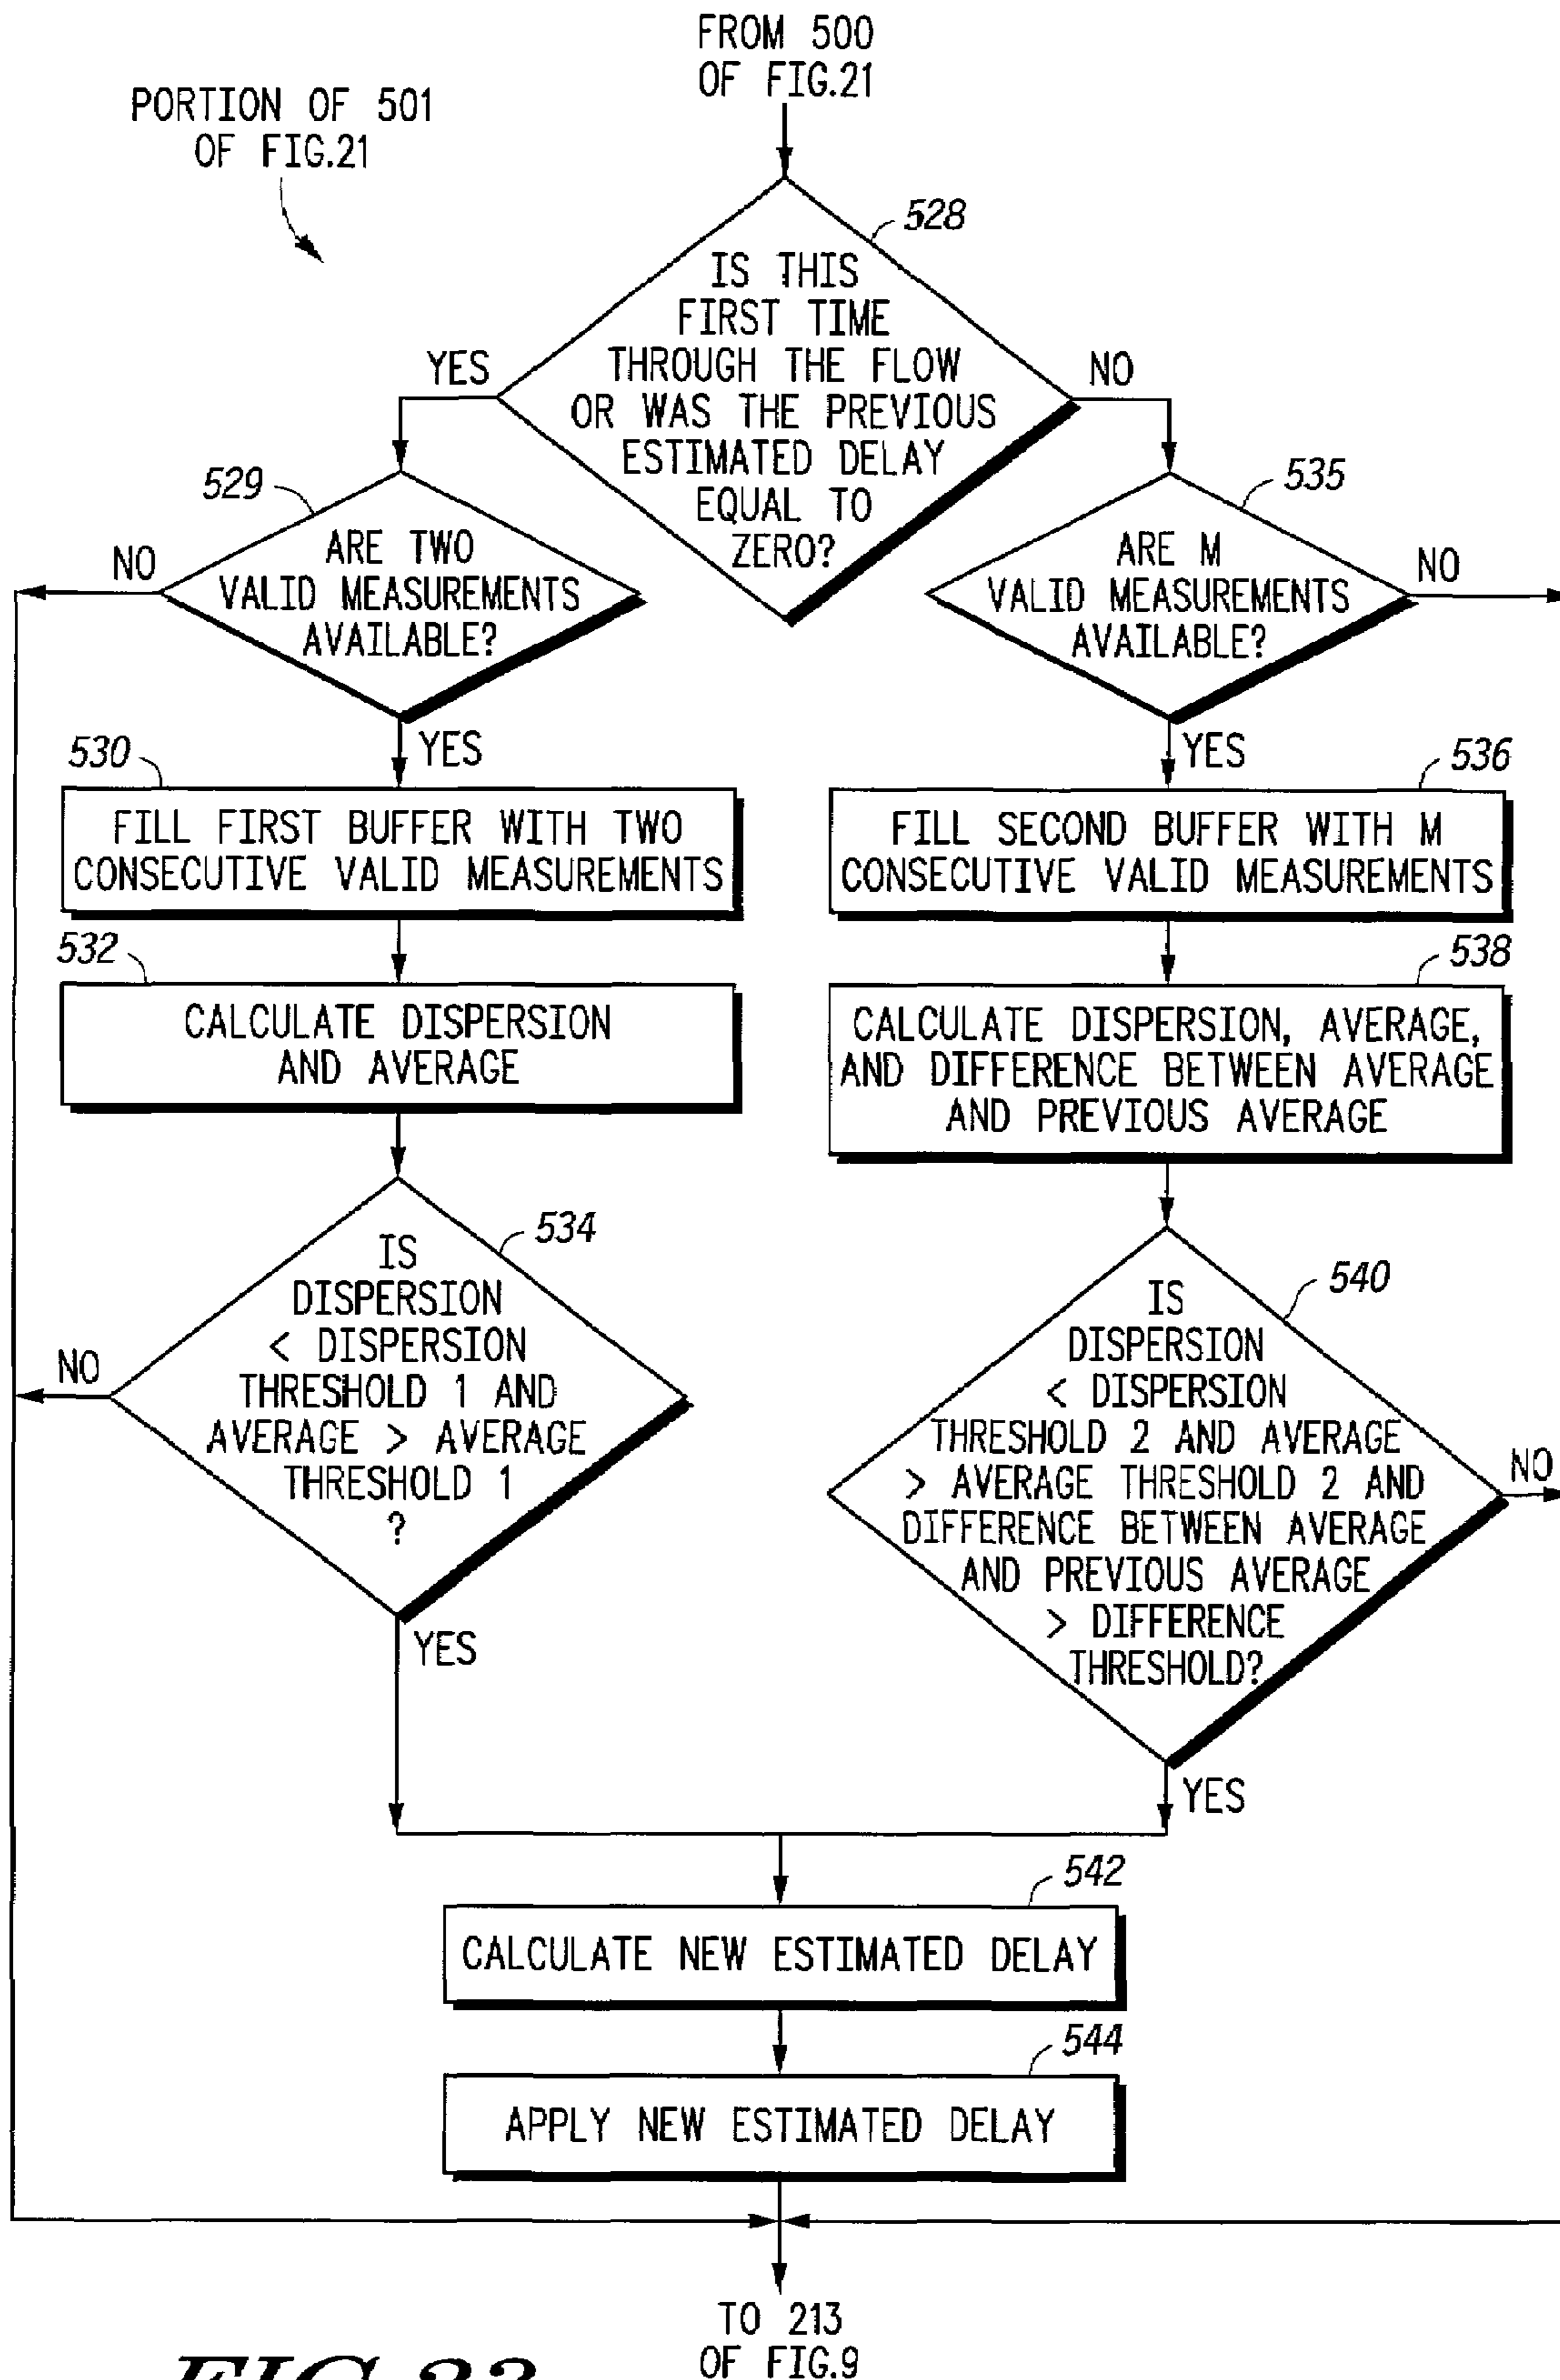 FROM 500
OF FIG.21
PORTION OF 501
OF FIG.21
528
IS THIS
FIRST TIME
THROUGH THE FLOW
OR WAS THE PREVIOUS
ESTIMATED DELAY
EQUAL TO
ZERO?
YES
NO
529
ARE TWO
VALID MEASUREMENTS
AVAILABLE?
NO
YES
535
ARE M
VALID MEASUREMENTS
AVAILABLE?
NO
YES
530
FILL FIRST BUFFER WITH TWO
CONSECUTIVE VALID MEASUREMENTS
536
FILL SECOND BUFFER WITH M
CONSECUTIVE VALID MEASUREMENTS
532
CALCULATE DISPERSION
AND AVERAGE
538
CALCULATE DISPERSION, AVERAGE,
AND DIFFERENCE BETWEEN AVERAGE
AND PREVIOUS AVERAGE
534
IS
DISPERSION
< DISPERSION
THRESHOLD 1 AND
AVERAGE > AVERAGE
THRESHOLD 1
?
NO
YES
540
IS
DISPERSION
< DISPERSION
THRESHOLD 2 AND AVERAGE
> AVERAGE THRESHOLD 2 AND
DIFFERENCE BETWEEN AVERAGE
AND PREVIOUS AVERAGE
> DIFFERENCE
THRESHOLD?
NO
YES
542
CALCULATE NEW ESTIMATED DELAY
544
APPLY NEW ESTIMATED DELAY
TO 213
OF FIG.9